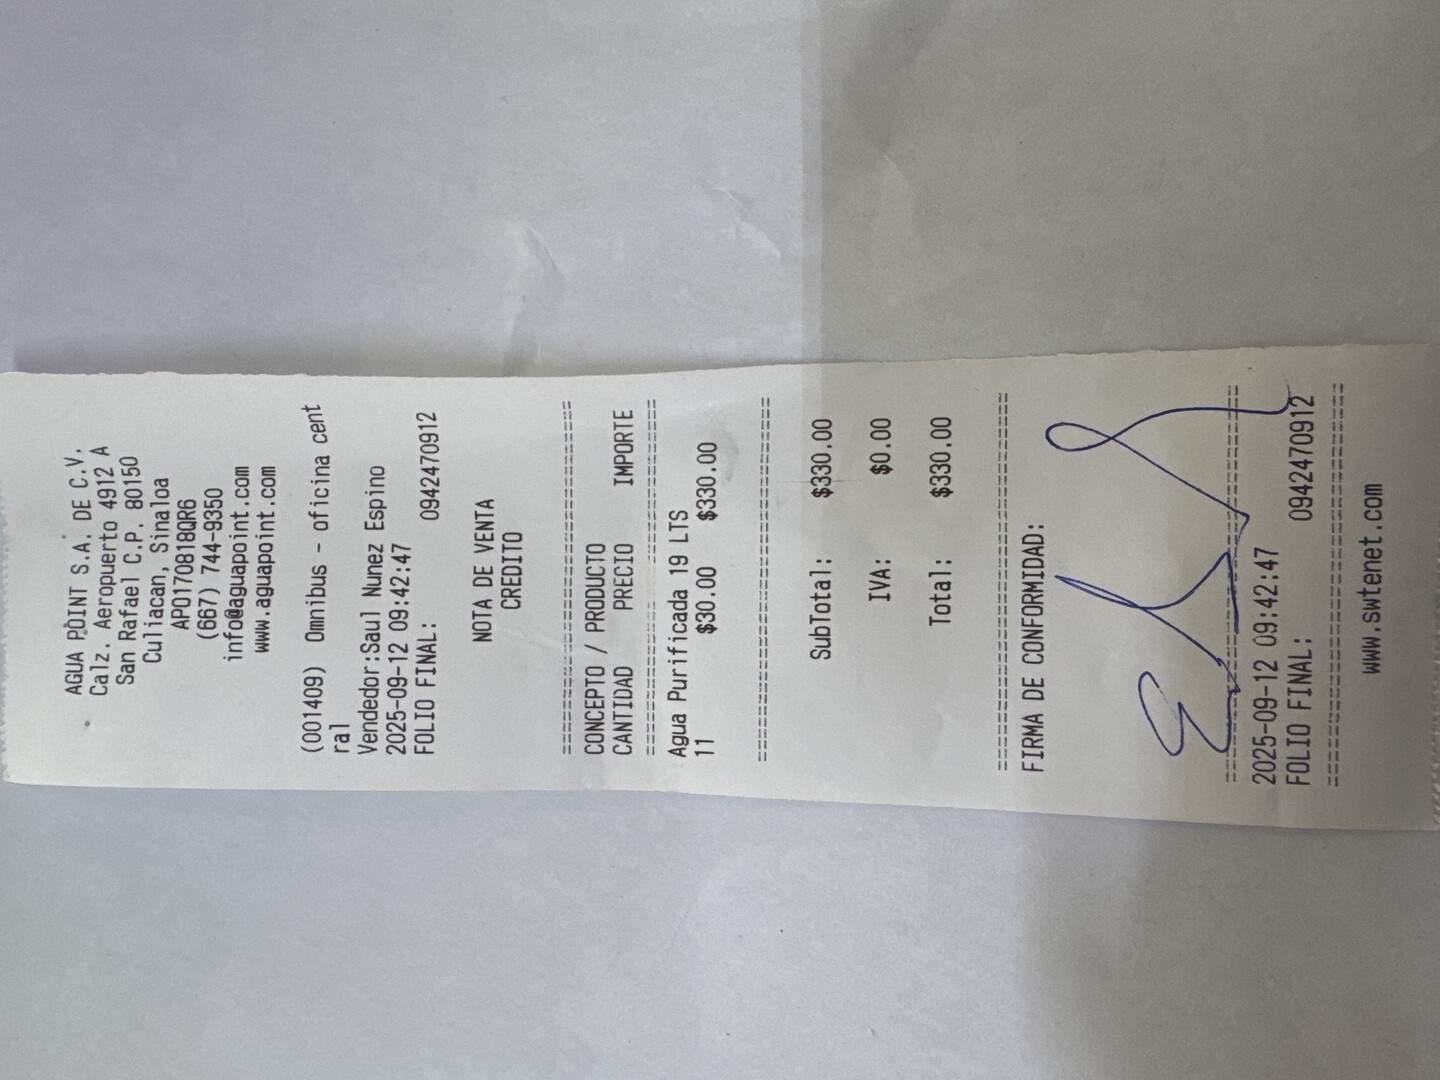 AGUA POINT S.A. DE C.V.
Calz. Aeropuerto 4912 A
San Rafael C.P. 80150
Culiacan, Sinaloa
APO170818QR6
(667) 744-9350
info@aguapoint.com
www.aguapoint.com
(001409) Omnibus - oficina cent
ral
Vendedor:Saul Nunez Espino
2025-09-12 09:42:47
FOLIO FINAL: 0942470912
NOTA DE VENTA
CREDITO
===============================
CONCEPTO / PRODUCTO
CANTIDAD PRECIO IMPORTE
===============================
Agua Purificada 19 LTS
11 $30.00 $330.00
===============================
SubTotal: $330.00
IVA: $0.00
Total: $330.00
===============================
FIRMA DE CONFORMIDAD:
===============================
2025-09-12 09:42:47
FOLIO FINAL: 0942470912
===============================
www.swtenet.com